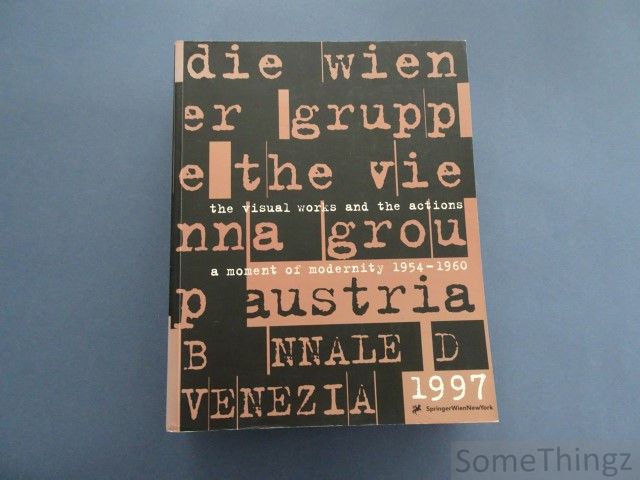 die wien
er grupp
e the vie
the visual works and the actions
nna grou
a moment of modernity 1954-1960
p austria
B NNALE D
VENEZIA
1997
SpringerWienNewYork
SomeThingz